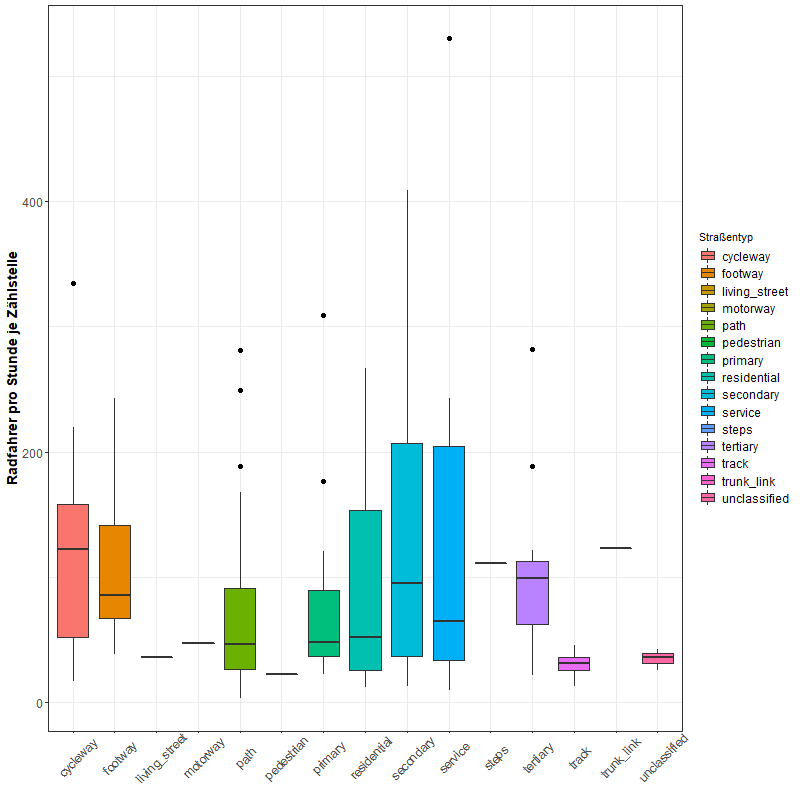 Radfahrer pro Stunde je Zählstelle
400
200
0
cycleway
footway
living_street
motorway
path
pedestrian
primary
residential
secondary
service
steps
tertiary
track
trunk_link
unclassified
Straßentyp
cycleway
footway
living_street
motorway
path
pedestrian
primary
residential
secondary
service
steps
tertiary
track
trunk_link
unclassified